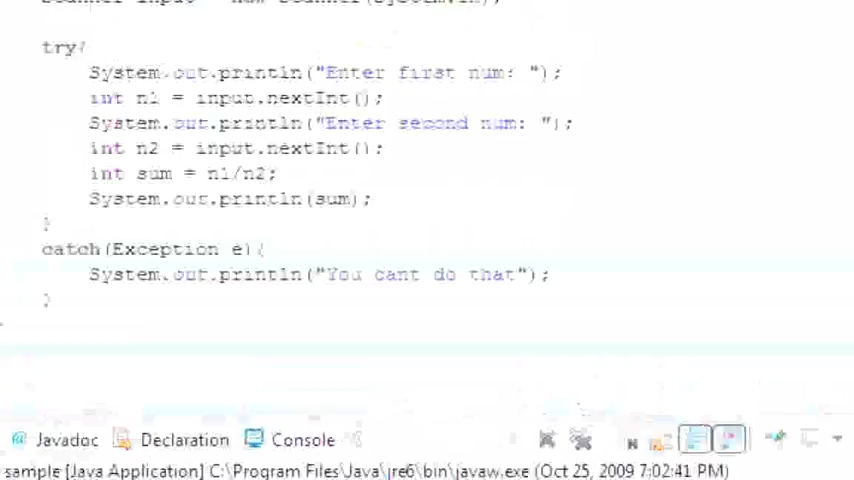 try{
System.out.println("Enter first num: ");
int n1 = input.nextInt();
System.out.println("Enter second num: ");
int n2 = input.nextInt();
int sum = n1/n2;
System.out.println(sum);
}
catch(Exception e){
System.out.println("You cant do that");
}
Javadoc Declaration Console
sample [Java Application] C:\Program Files\Java\jre6\bin\javaw.exe (Oct 25, 2009 7:02:41 PM)